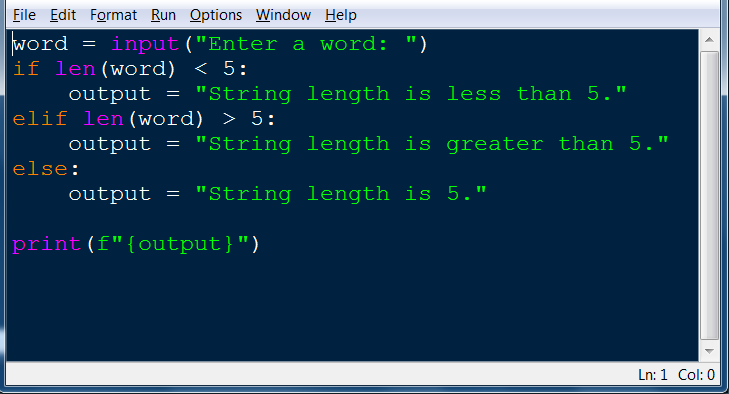 File Edit Format Run Options Window Help
word = input("Enter a word: ")
if len(word) < 5:
    output = "String length is less than 5."
elif len(word) > 5:
    output = "String length is greater than 5."
else:
    output = "String length is 5."

print(f"{output}")
Ln: 1 Col: 0